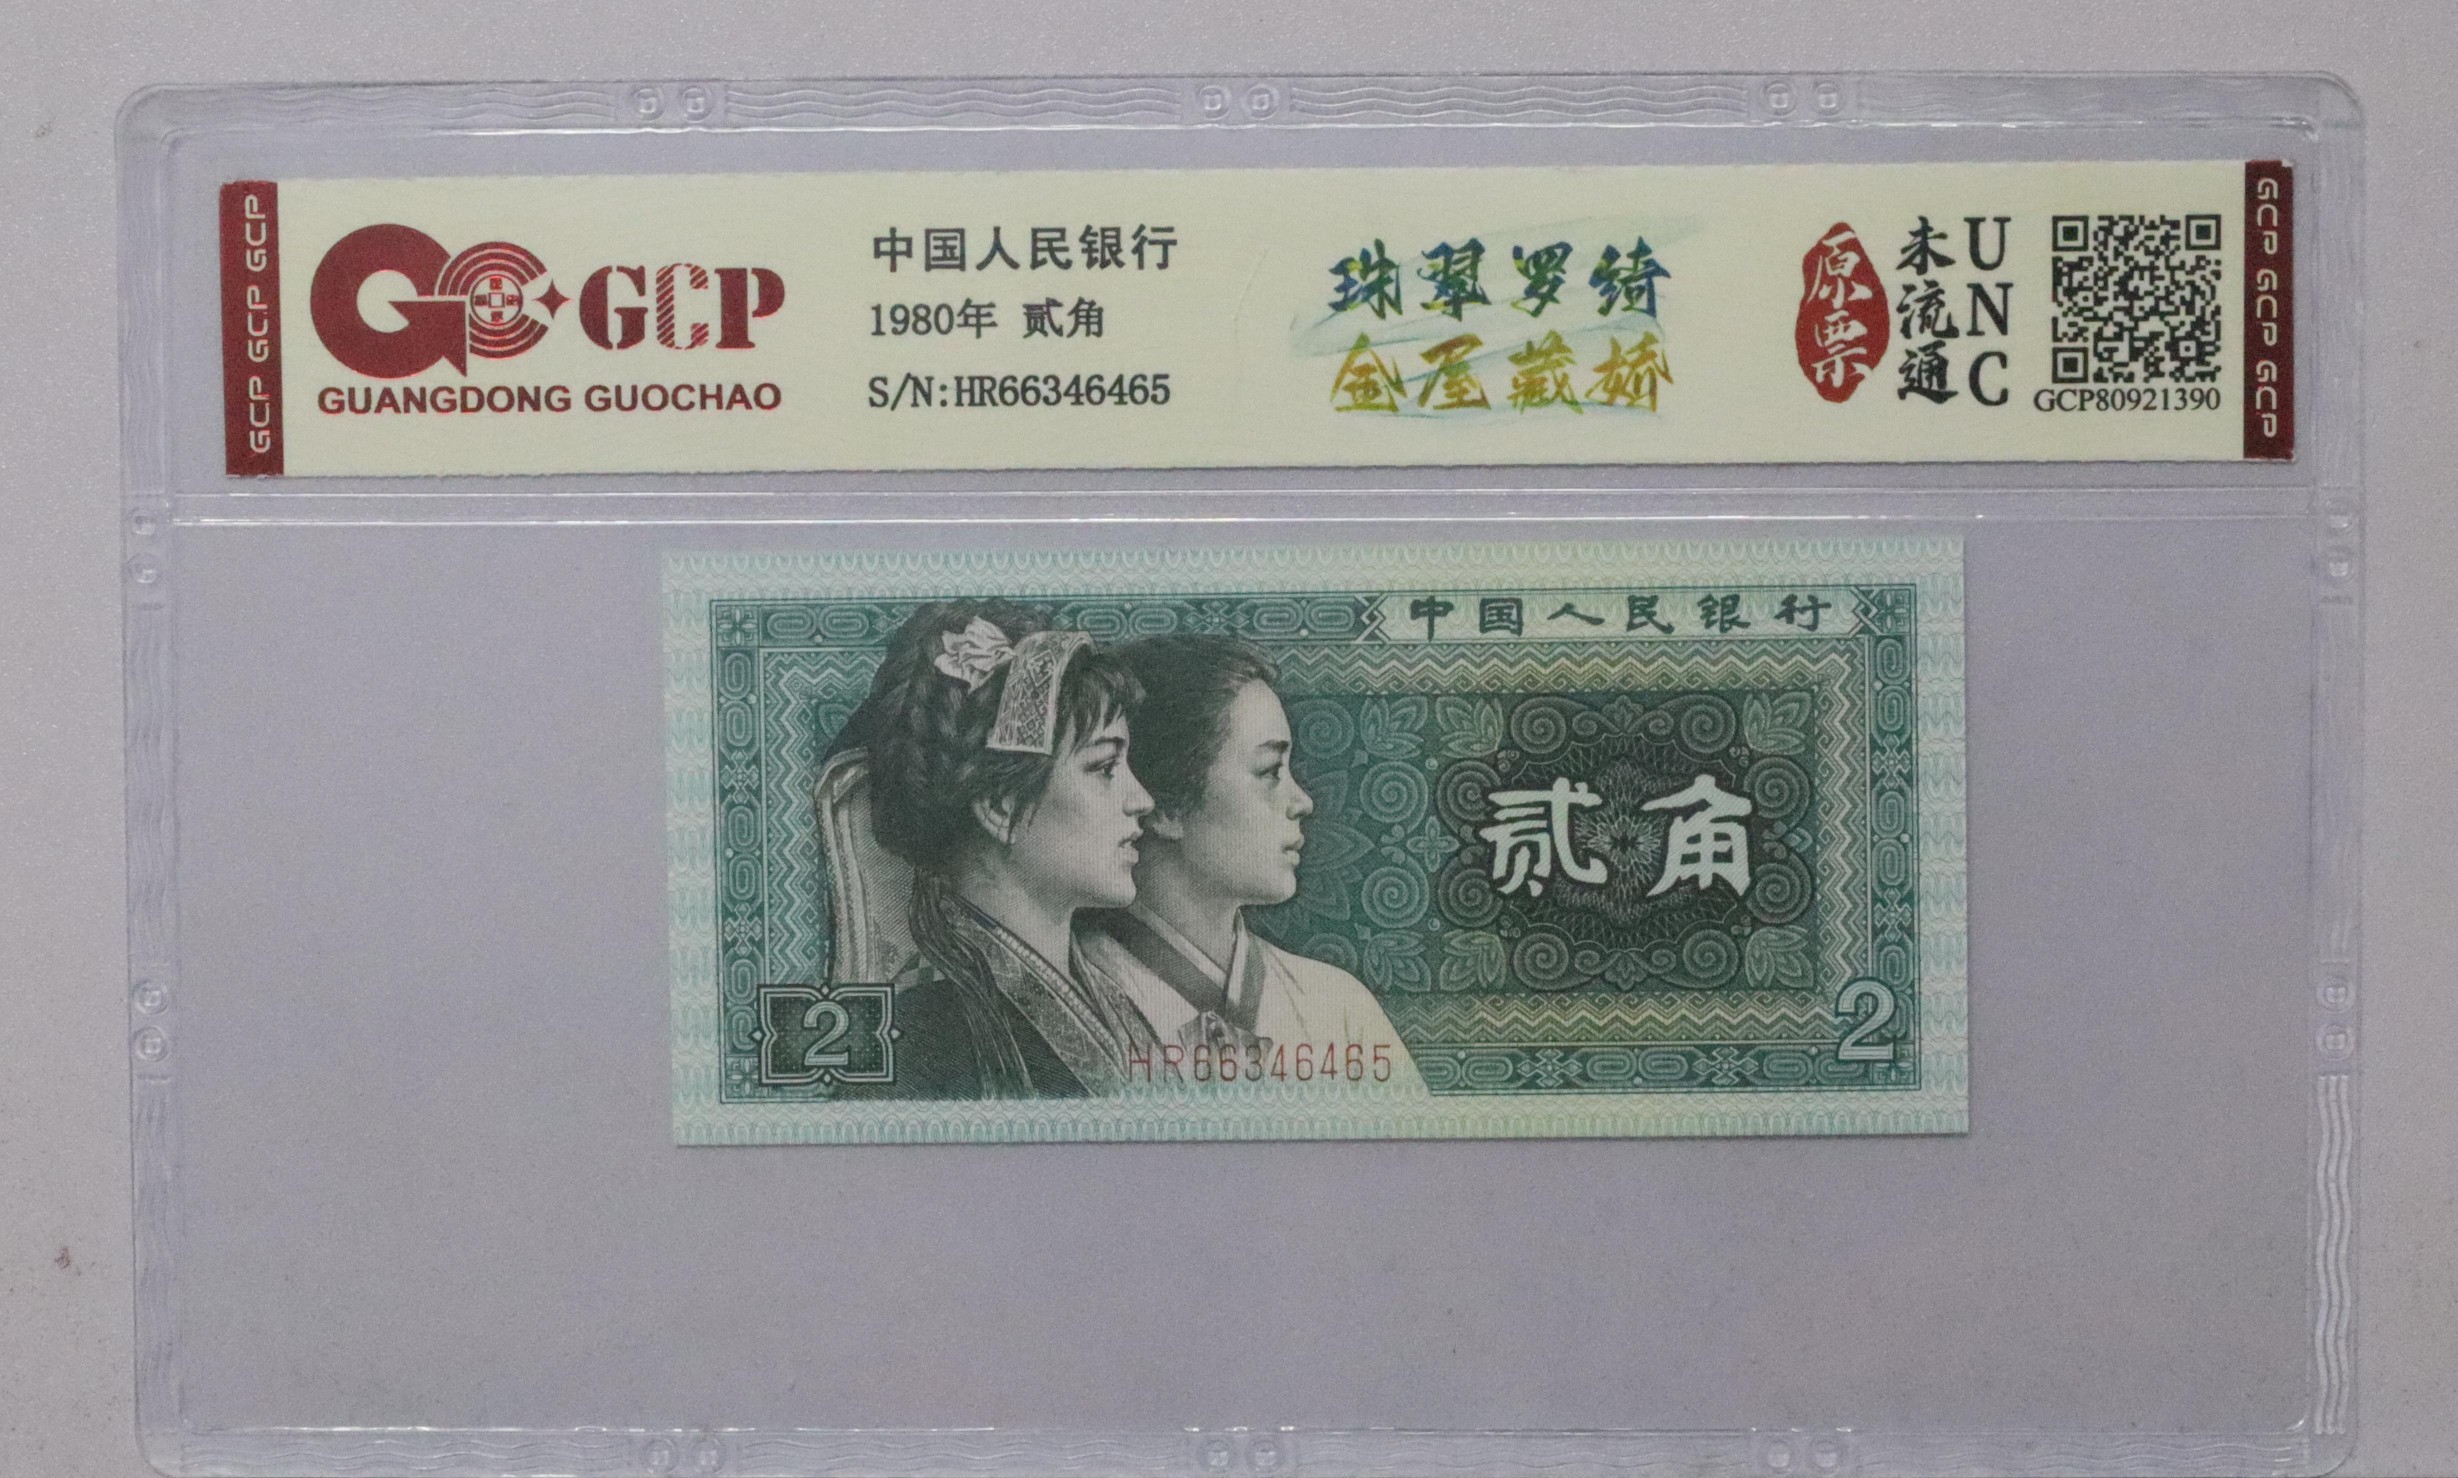 GCP GCP GCP
GCP
GUANGDONG GUOCHAO
中国人民银行
1980年 贰角
S/N:HR66346465
珠翠罗绮
金屋藏娇
原票
未流通
UNC
GCP80921390
GCP GCP GCP
中国人民银行
贰角
2
HR66346465
2